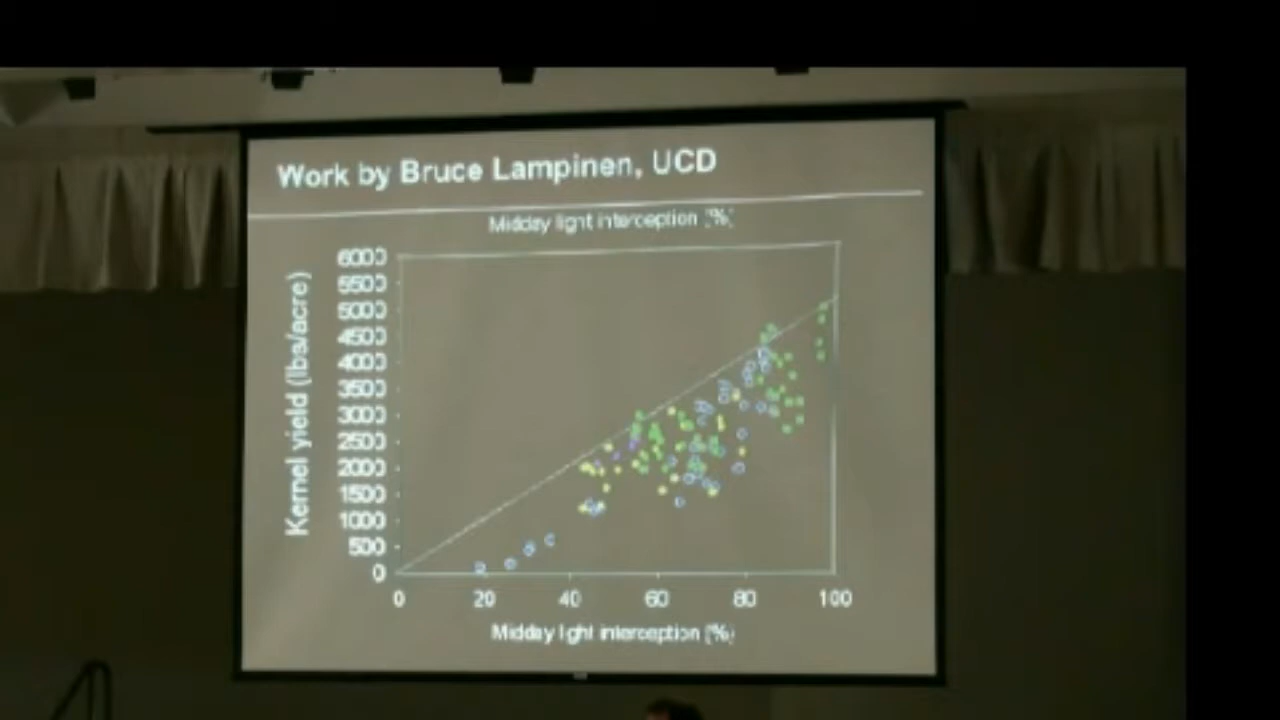 Work by Bruce Lampinen, UCD
Midday light interception (%)
Kernel yield (lbs/acre)
6000
5500
5000
4500
4000
3500
3000
2500
2000
1500
1000
500
0
0 20 40 60 80 100
Midday light interception (%)